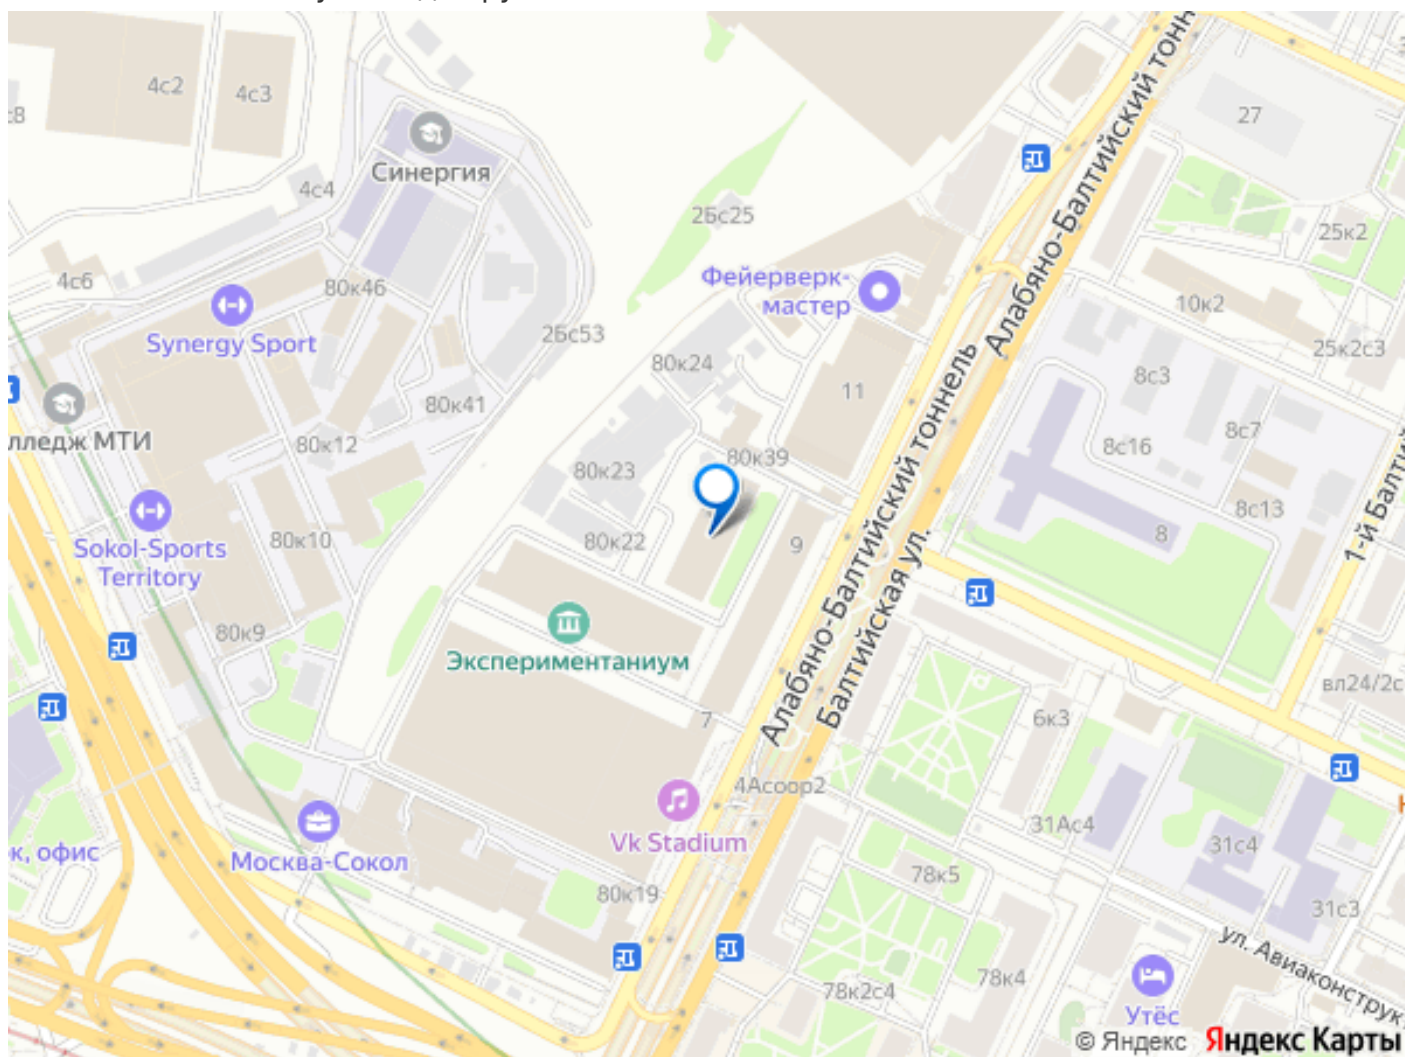 4с2
4с3
27
Синергия
4с4
2Бс25
25к2
4с6
80к46
Фейерверк-
мастер
10к2
Synergy Sport
2Бс53
80к24
25к2с3
8с3
11
80к41
8с7
лледж МТИ
80к12
80к39
8с16
80к23
1-й Балтий
8с13
Sokol-Sports
Territory
80к10
80к22
9
8
Алабяно-Балтийский тоннель
Алабяно-Балтийский тонн
Балтийская ул.
80к9
Экспериментаниум
вл24/2с
7
6к3
4Асоор2
Vk Stadium
31Ас4
31с4
к, офис
Москва-Сокол
78к5
80к19
31с3
ул. Авиаконструк
78к4
78к2с4
Утёс
© Яндекс Яндекс Карты